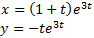 x = (1 + t)e^{3t}
y = −te^{3t}